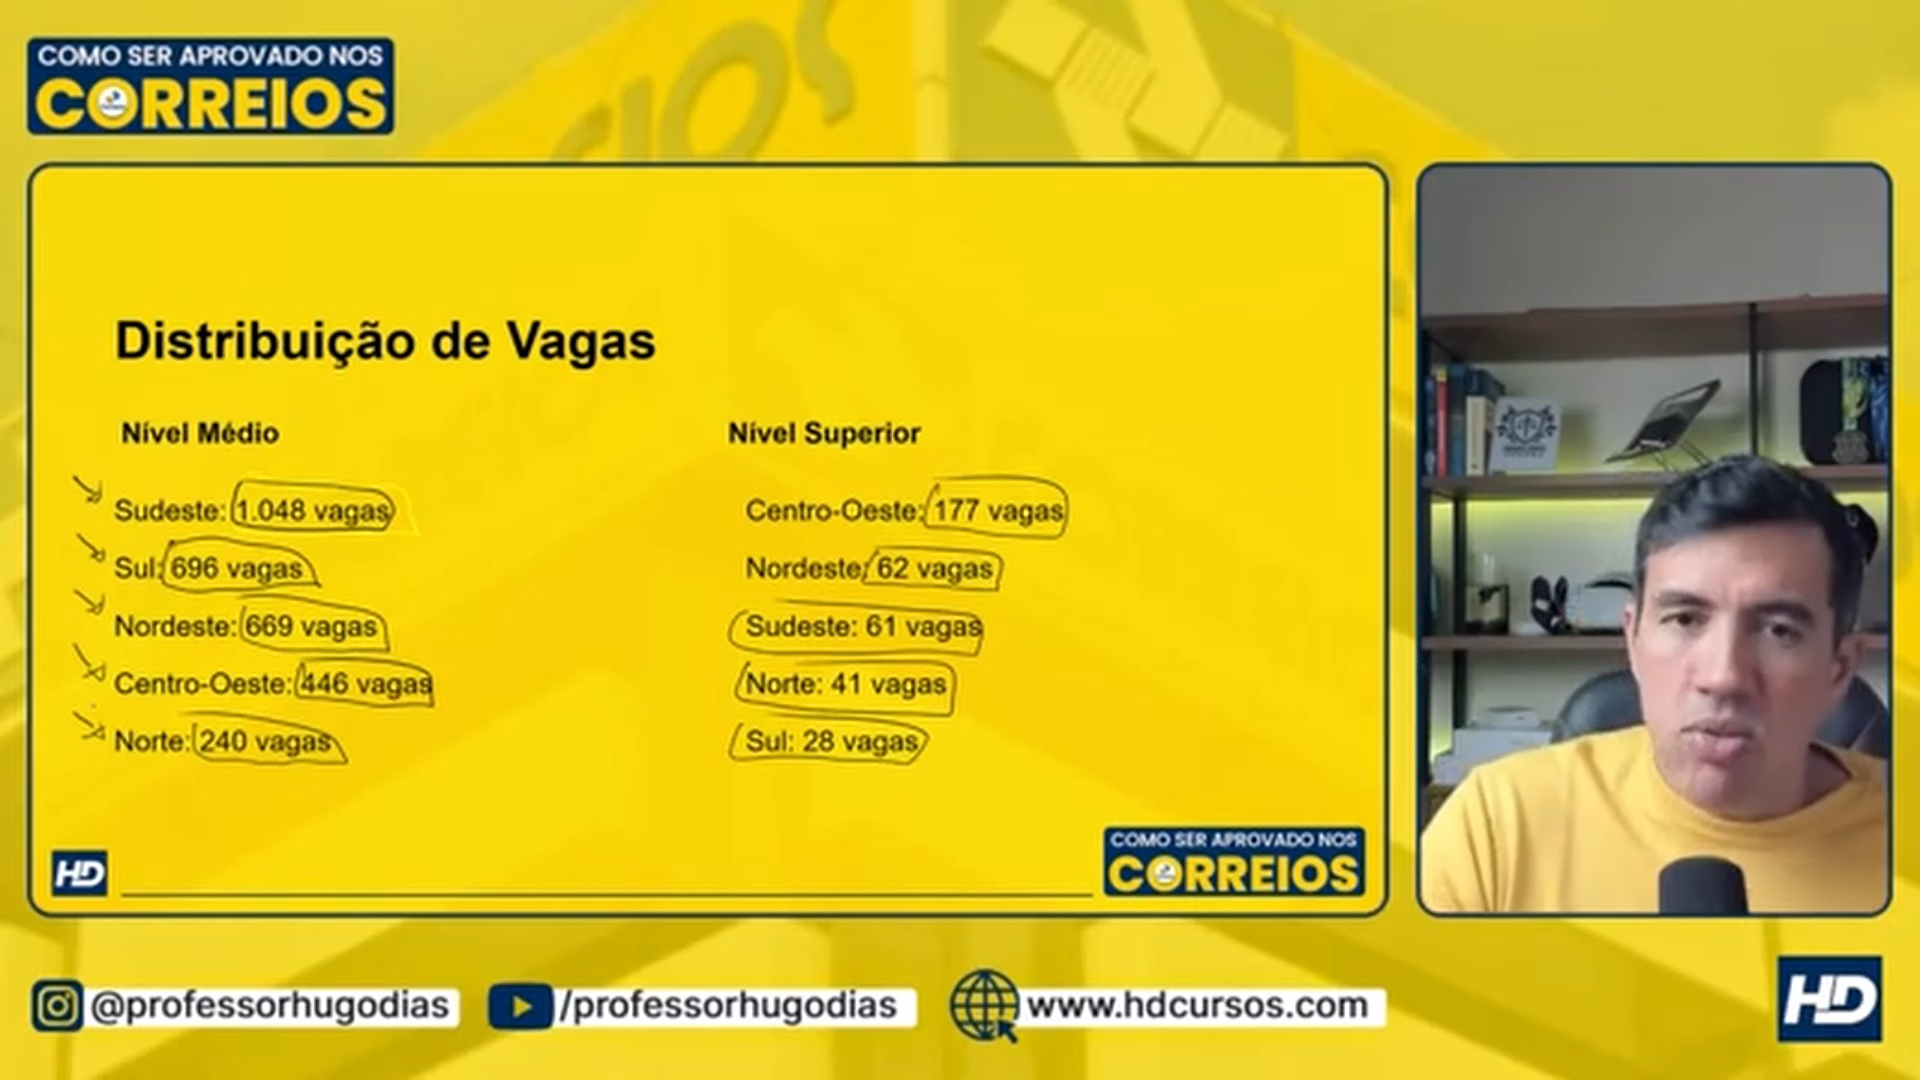 COMO SER APROVADO NOS
CORREIOS
Distribuição de Vagas
Nível Médio
Sudeste: 1.048 vagas
Sul: 696 vagas
Nordeste: 669 vagas
Centro-Oeste: 446 vagas
Norte: 240 vagas
Nível Superior
Centro-Oeste: 177 vagas
Nordeste: 62 vagas
Sudeste: 61 vagas
Norte: 41 vagas
Sul: 28 vagas
HD
COMO SER APROVADO NOS
CORREIOS
@professorhugodias
/professorhugodias
www.hdcursos.com
HD